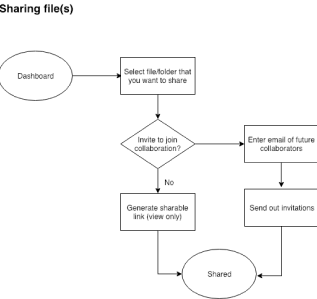 Sharing file(s)
Dashboard
Select file/folder that
you want to share
Invite to join
collaboration?
Enter email of future
collaborators
No
Generate sharable
link (view only)
Send out invitations
Shared